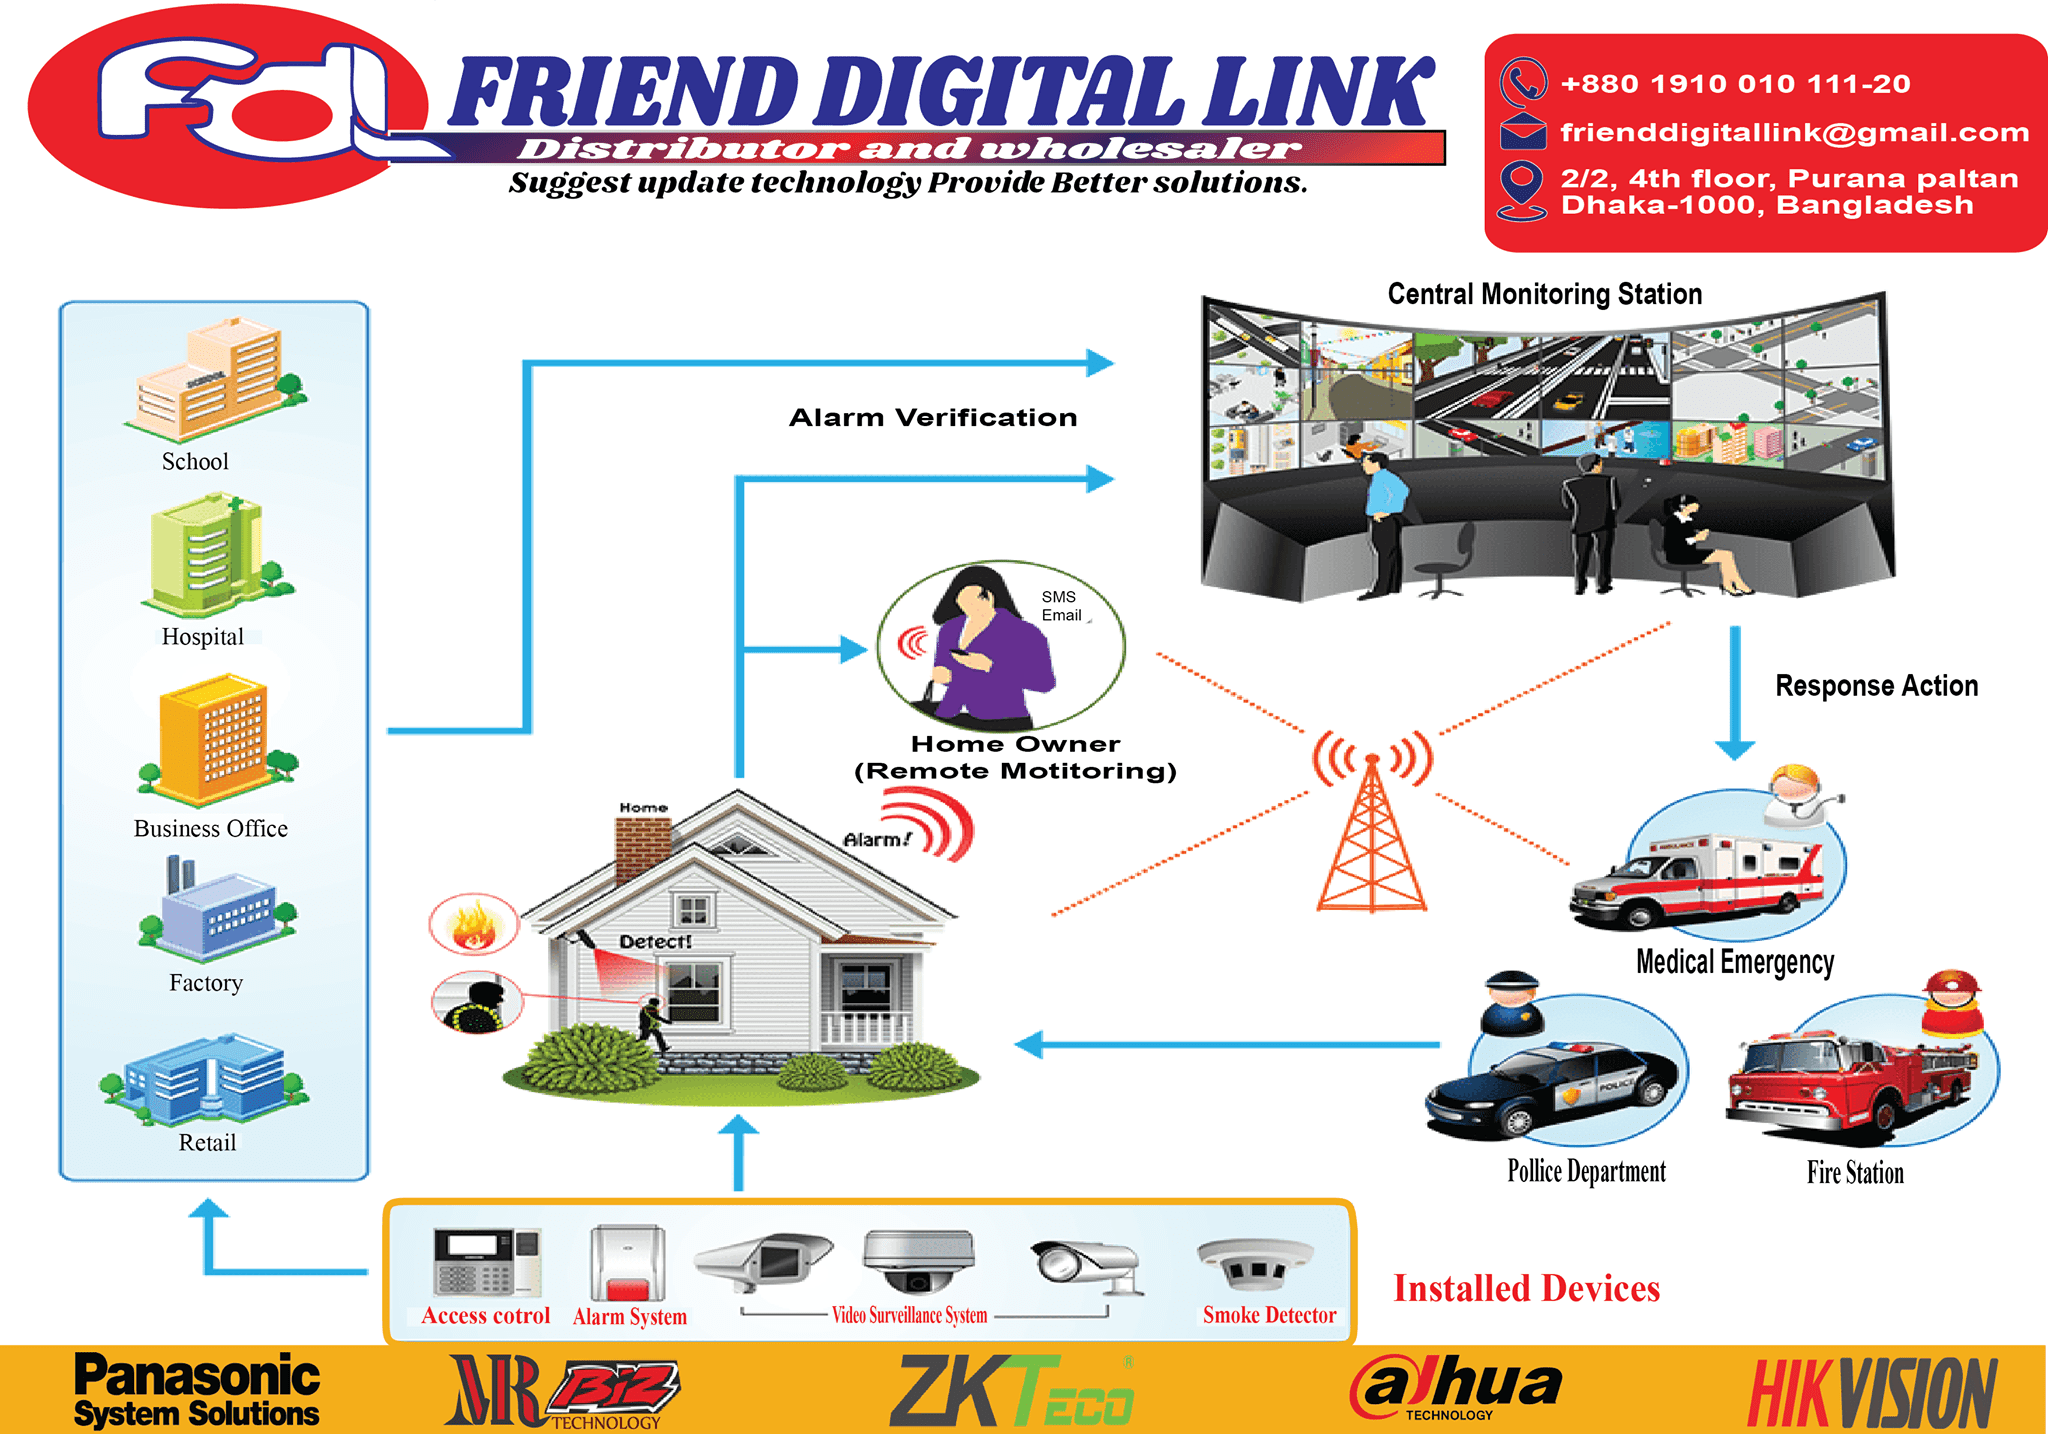 FDL
FRIEND DIGITAL LINK
Distributor and wholesaler
Suggest update technology Provide Better solutions.
+880 1910 010 111-20
frienddigitallink@gmail.com
2/2, 4th floor, Purana paltan
Dhaka-1000, Bangladesh
Central Monitoring Station
SCHOOL
School
Hospital
Business Office
Factory
Retail
Alarm Verification
SMS
Email
Home Owner
(Remote Motitoring)
Response Action
Home
Alarm!
Detect!
AMBULANCE
Medical Emergency
POLICE
Pollice Department
Fire Station
Access cotrol
Alarm System
Video Surveillance System
Smoke Detector
Installed Devices
Panasonic
System Solutions
MR BIZ
TECHNOLOGY
ZKTECO®
alhua
TECHNOLOGY
HIKVISION